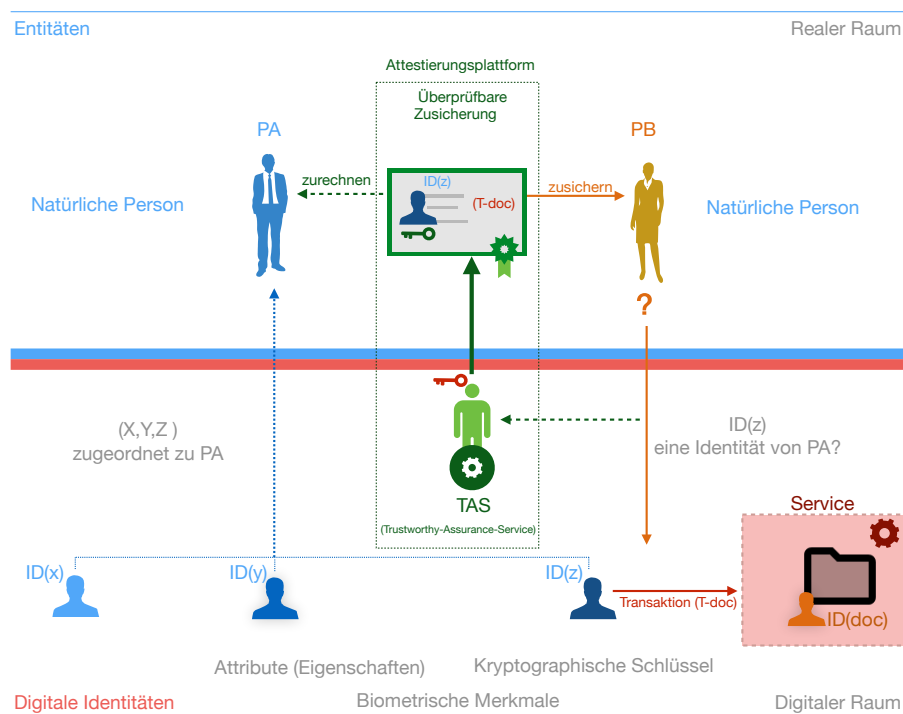 Entitäten
Realer Raum
Attestierungsplattform
Überprüfbare
Zusicherung
PA
PB
zurechnen
ID(z)
(T-doc)
zusichern
Natürliche Person
Natürliche Person
?
(X,Y,Z )
zugeordnet zu PA
ID(z)
eine Identität von PA?
TAS
(Trustworthy-Assurance-Service)
Service
ID(x)
ID(y)
ID(z)
Transaktion (T-doc)
ID(doc)
Attribute (Eigenschaften)
Kryptographische Schlüssel
Biometrische Merkmale
Digitale Identitäten
Digitaler Raum